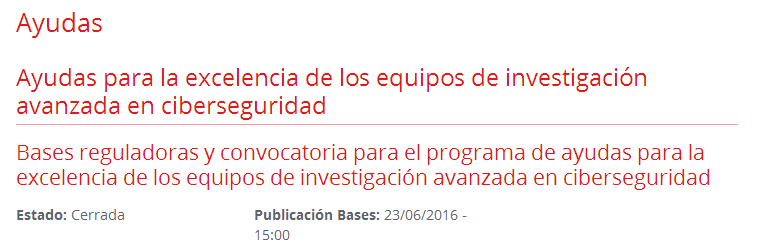 Ayudas
Ayudas para la excelencia de los equipos de investigación
avanzada en ciberseguridad
Bases reguladoras y convocatoria para el programa de ayudas para la
excelencia de los equipos de investigación avanzada en ciberseguridad
Estado: Cerrada
Publicación Bases: 23/06/2016 -
15:00